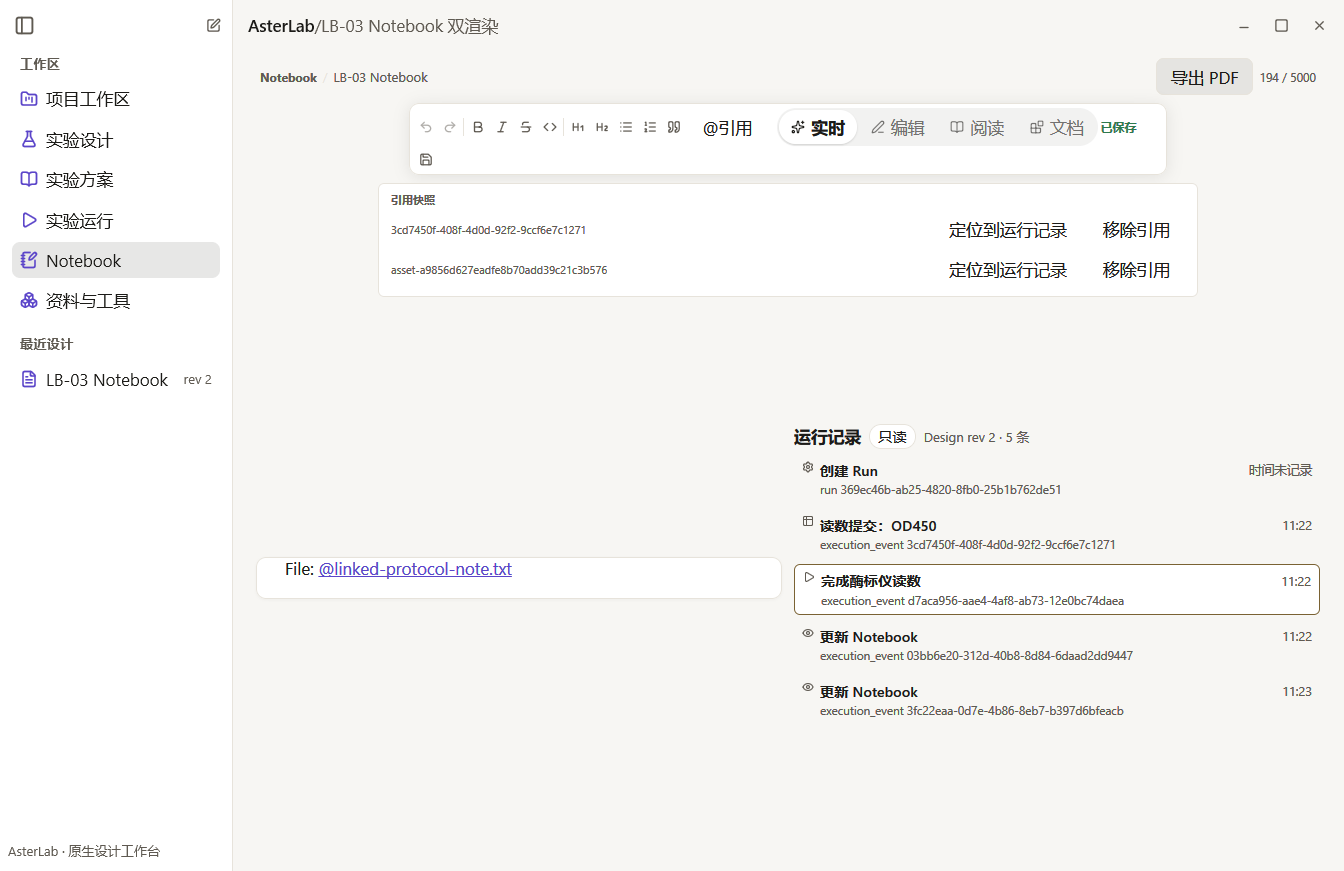 AsterLab/LB-03 Notebook 双渲染
工作区
项目工作区
实验设计
实验方案
实验运行
Notebook
资料与工具
最近设计
LB-03 Notebook rev 2
AsterLab · 原生设计工作台
Notebook / LB-03 Notebook
导出 PDF 194 / 5000
B I S <> H1 H2 @引用 实时 编辑 阅读 文档 已保存
引用快照
3cd7450f-408f-4d0d-92f2-9ccf6e7c1271 定位到运行记录 移除引用
asset-a9856d627eadfe8b70add39c21c3b576 定位到运行记录 移除引用
File: @linked-protocol-note.txt
运行记录 只读 Design rev 2 · 5 条
创建 Run 时间未记录
run 369ec46b-ab25-4820-8fb0-25b1b762de51
读数提交：OD450 11:22
execution_event 3cd7450f-408f-4d0d-92f2-9ccf6e7c1271
完成酶标仪读数 11:22
execution_event d7aca956-aae4-4af8-ab73-12e0bc74daea
更新 Notebook 11:22
execution_event 03bb6e20-312d-40b8-8d84-6daad2dd9447
更新 Notebook 11:23
execution_event 3fc22eaa-0d7e-4b86-8eb7-b397d6bfeacb